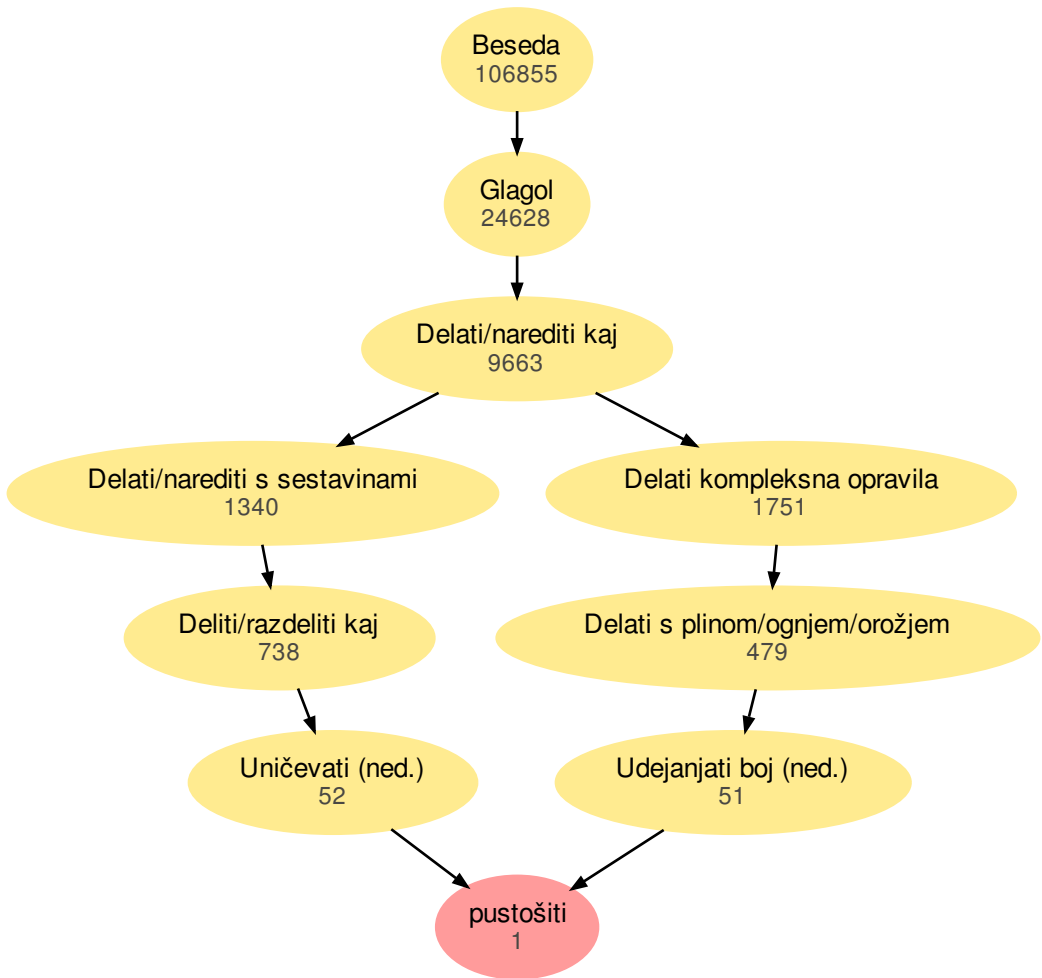 Beseda
106855
Glagol
24628
Delati/narediti kaj
9663
Delati/narediti s sestavinami
1340
Delati kompleksna opravila
1751
Deliti/razdeliti kaj
738
Delati s plinom/ognjem/orožjem
479
Uničevati (ned.)
52
Udejanjati boj (ned.)
51
pustošiti
1